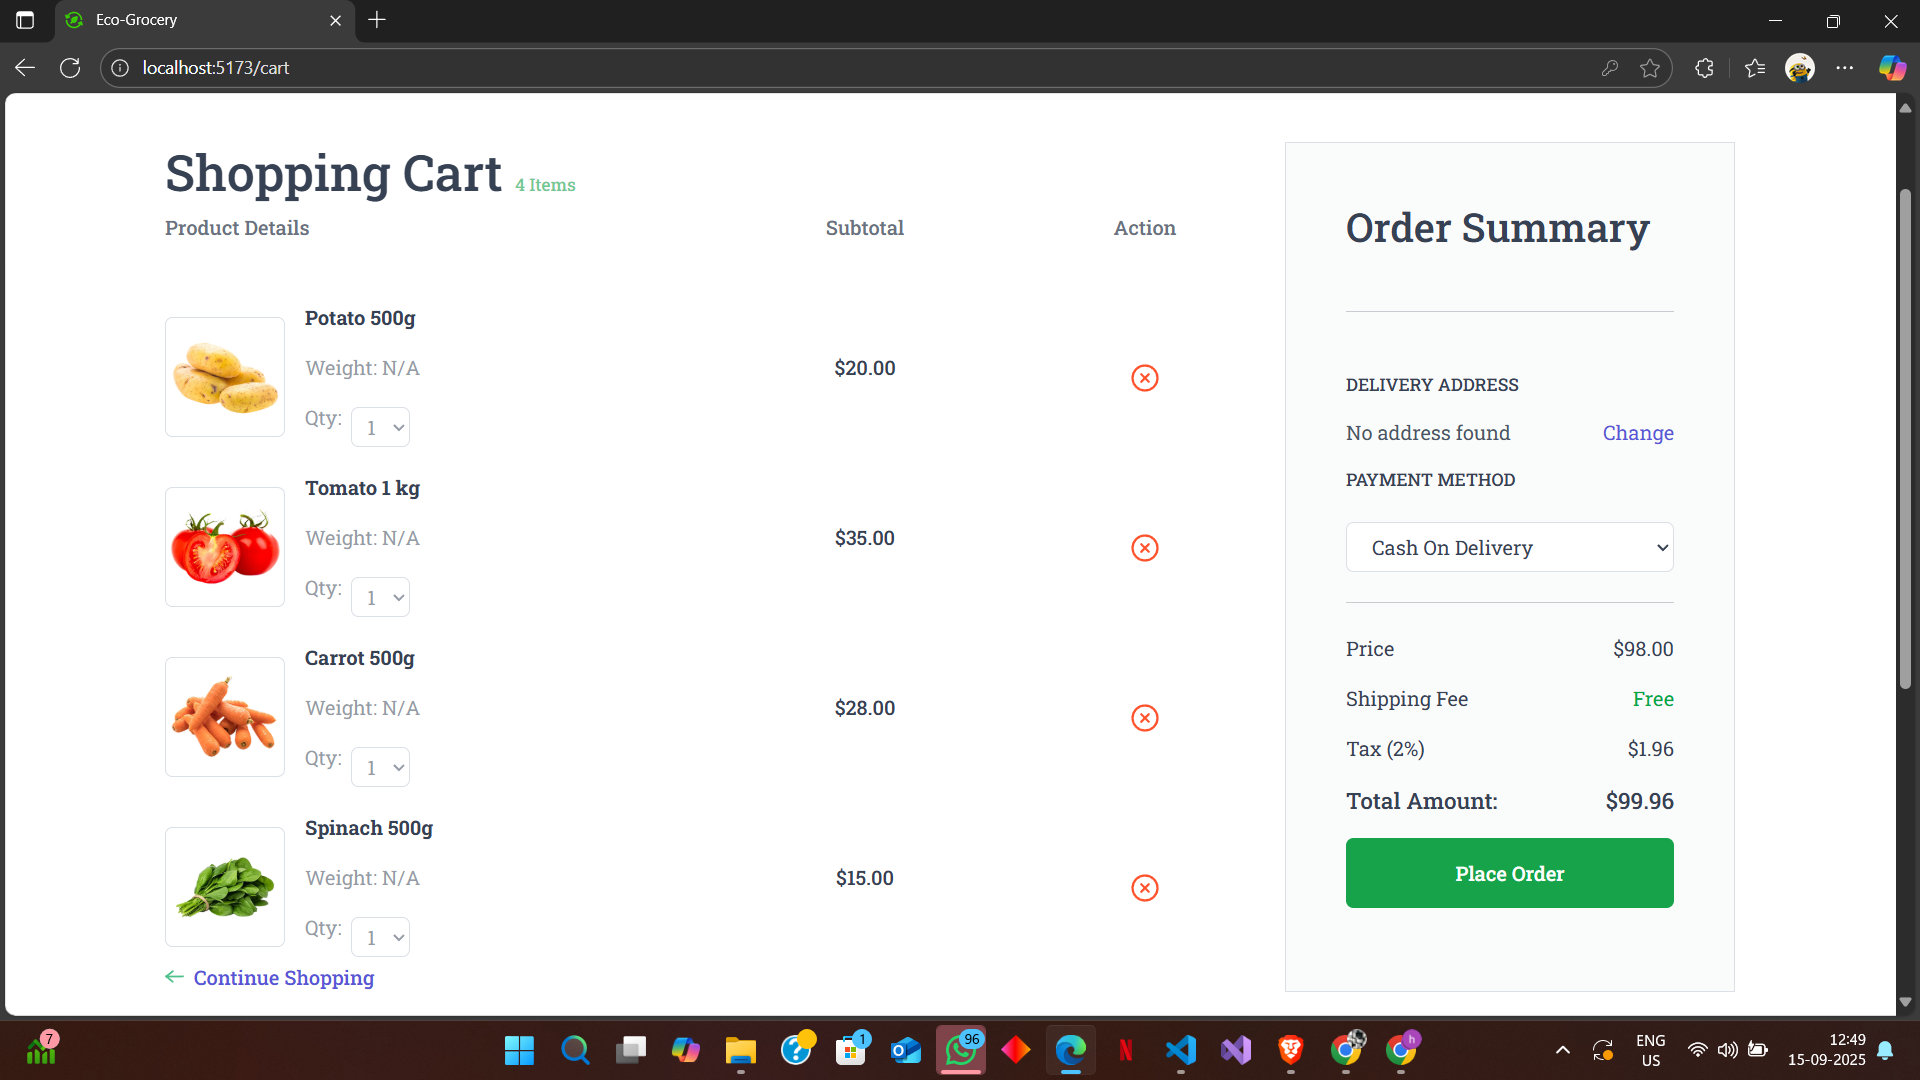 Eco-Grocery
localhost:5173/cart
Shopping Cart 4 Items
Product Details Subtotal Action
Potato 500g
Weight: N/A
$20.00
Qty: 1
Tomato 1 kg
Weight: N/A
$35.00
Qty: 1
Carrot 500g
Weight: N/A
$28.00
Qty: 1
Spinach 500g
Weight: N/A
$15.00
Qty: 1
Continue Shopping
Order Summary
DELIVERY ADDRESS
No address found Change
PAYMENT METHOD
Cash On Delivery
Price $98.00
Shipping Fee Free
Tax (2%) $1.96
Total Amount: $99.96
Place Order
7
1
96
N
h
ENG
US
12:49
15-09-2025